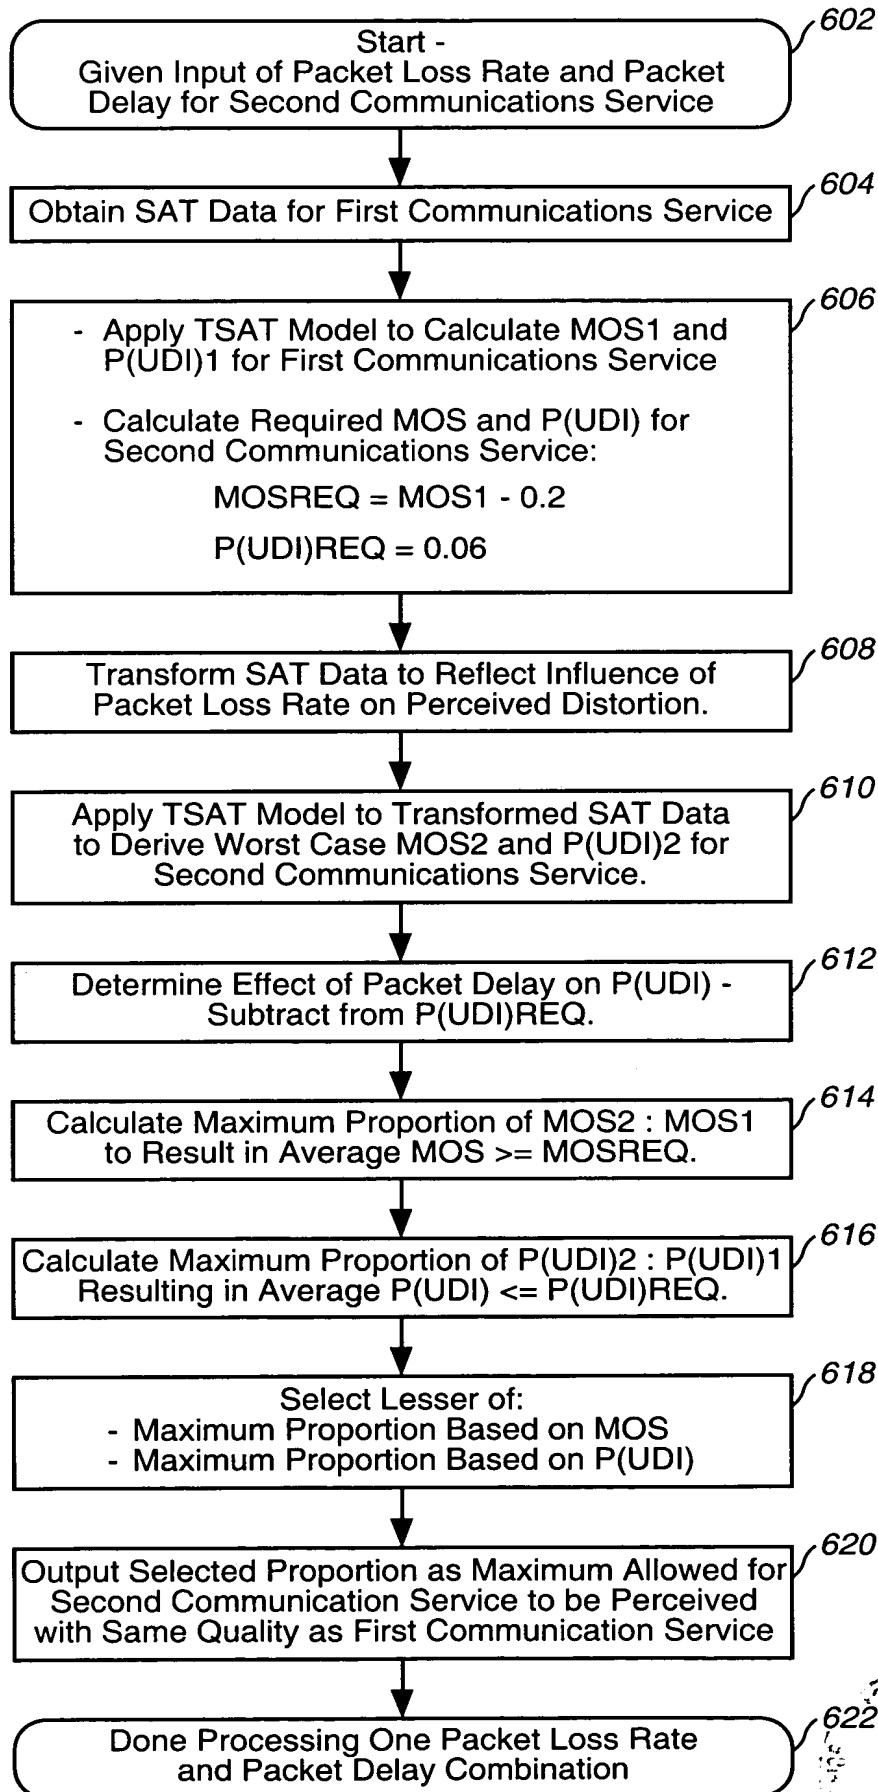 602
Start -
Given Input of Packet Loss Rate and Packet
Delay for Second Communications Service
604
Obtain SAT Data for First Communications Service
606
- Apply TSAT Model to Calculate MOS1 and
P(UDI)1 for First Communications Service
- Calculate Required MOS and P(UDI) for
Second Communications Service:
MOSREQ = MOS1 - 0.2
P(UDI)REQ = 0.06
608
Transform SAT Data to Reflect Influence of
Packet Loss Rate on Perceived Distortion.
610
Apply TSAT Model to Transformed SAT Data
to Derive Worst Case MOS2 and P(UDI)2 for
Second Communications Service.
612
Determine Effect of Packet Delay on P(UDI) -
Subtract from P(UDI)REQ.
614
Calculate Maximum Proportion of MOS2 : MOS1
to Result in Average MOS >= MOSREQ.
616
Calculate Maximum Proportion of P(UDI)2 : P(UDI)1
Resulting in Average P(UDI) <= P(UDI)REQ.
618
Select Lesser of:
- Maximum Proportion Based on MOS
- Maximum Proportion Based on P(UDI)
620
Output Selected Proportion as Maximum Allowed for
Second Communication Service to be Perceived
with Same Quality as First Communication Service
622
Done Processing One Packet Loss Rate
and Packet Delay Combination